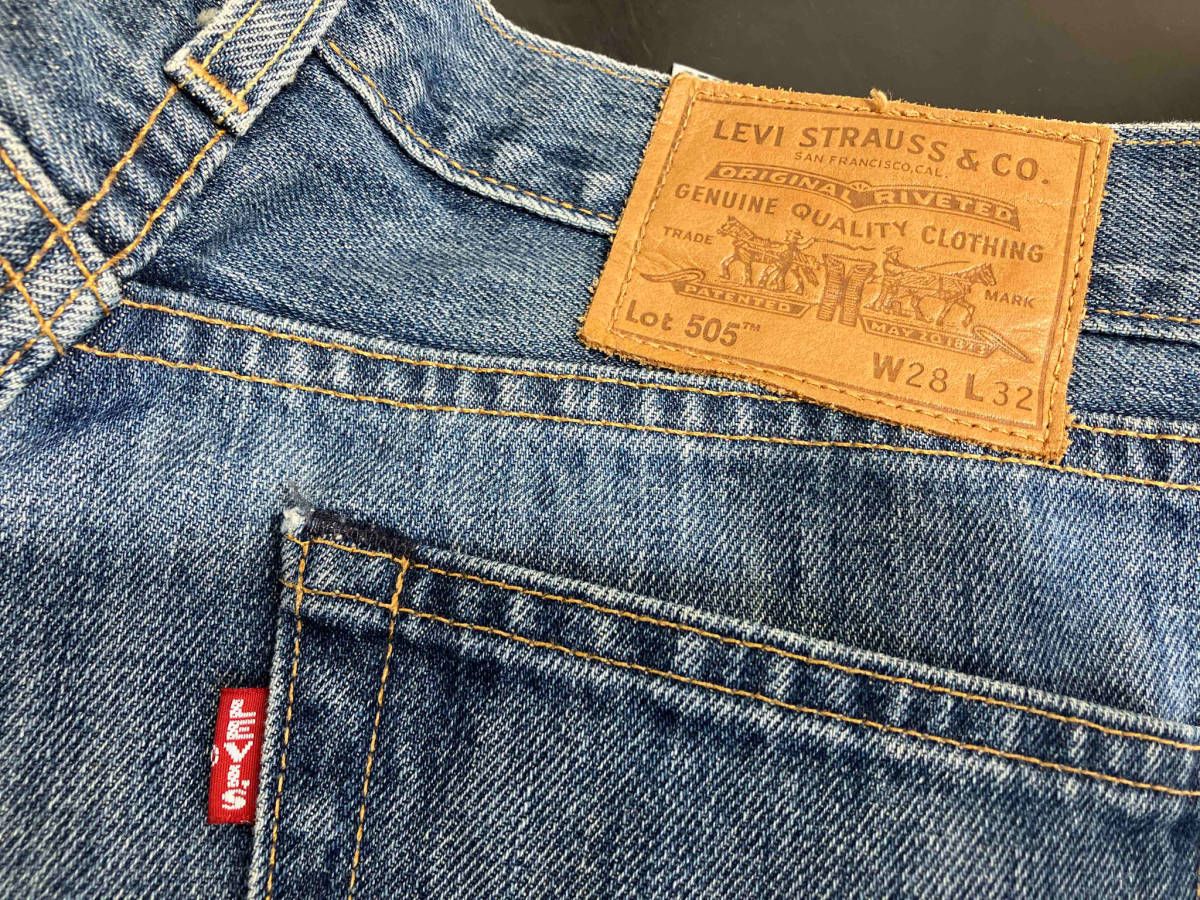 LEVI STRAUSS & CO.
SAN FRANCISCO, CAL.
ORIGINAL RIVETED
GENUINE QUALITY CLOTHING
TRADE MARK
PATENTED MAY 20 1873
Lot 505™
W28 L32
LEVI'S